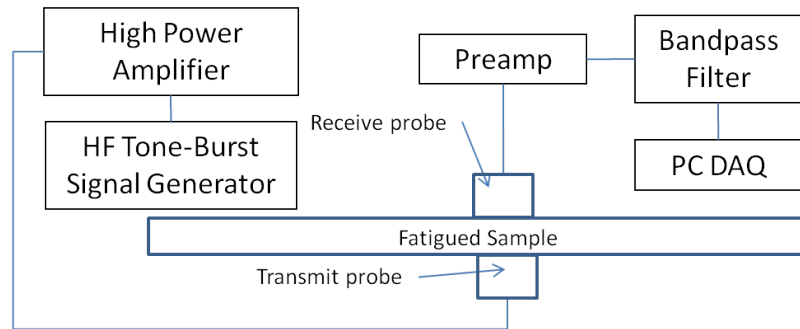 High Power
Amplifier
HF Tone-Burst
Signal Generator
Preamp
Bandpass
Filter
PC DAQ
Receive probe
Fatigued Sample
Transmit probe